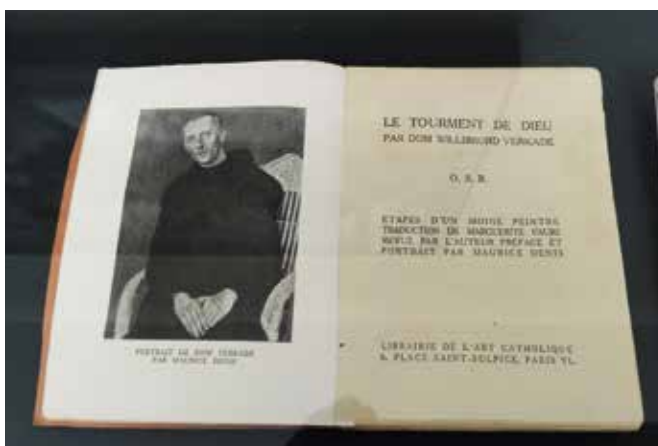 PORTRAIT DE DOM VERKADE
PAR MAURICE DENIS
LE TOURMENT DE DIEU
PAR DOM WILLIBRORD VERKADE
O. S. B.
ETAPES D'UN MOINE PEINTRE
TRADUCTION DE MARGUERITE FAURE
REVUE PAR L'AUTEUR PREFACE ET
PORTRAIT PAR MAURICE DENIS
LIBRAIRIE DE L'ART CATHOLIQUE
6, PLACE SAINT-SULPICE, PARIS VI.